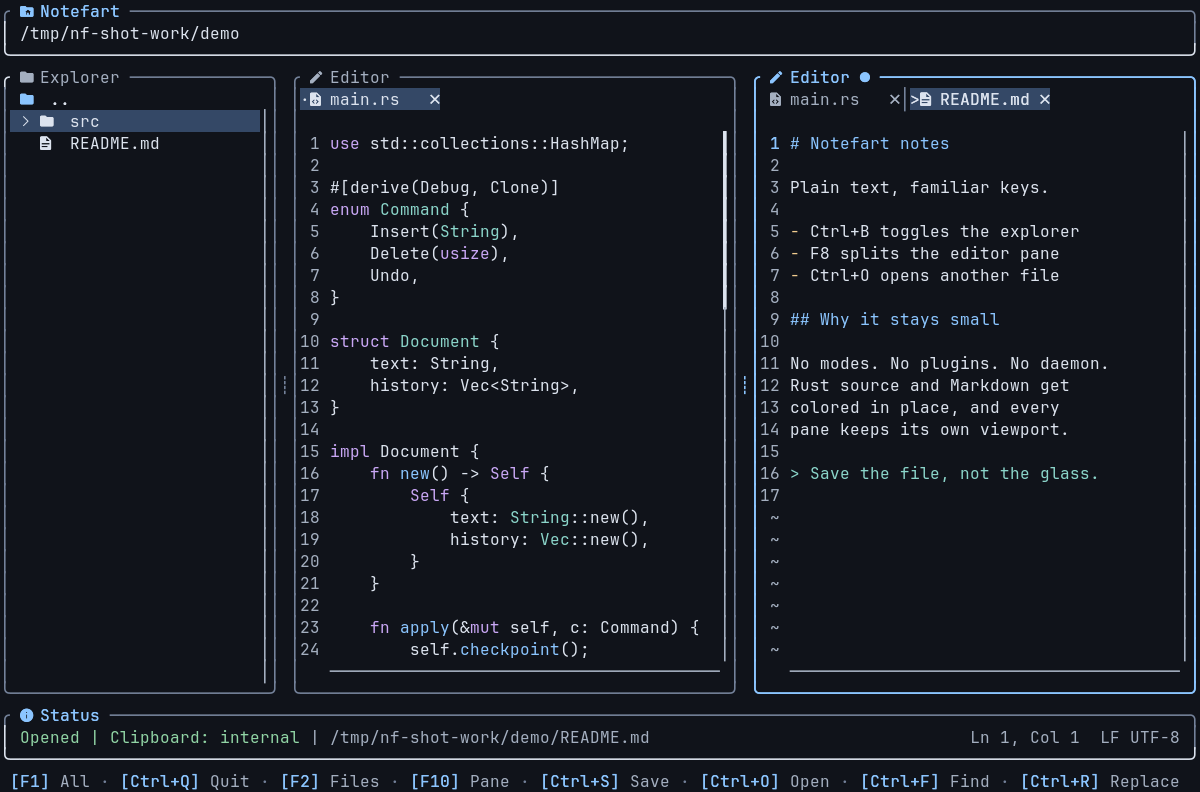 Notefart
/tmp/nf-shot-work/demo
Explorer
..
src
README.md
Editor
main.rs ✕
1 use std::collections::HashMap;
2
3 #[derive(Debug, Clone)]
4 enum Command {
5     Insert(String),
6     Delete(usize),
7     Undo,
8 }
9
10 struct Document {
11     text: String,
12     history: Vec<String>,
13 }
14
15 impl Document {
16     fn new() -> Self {
17         Self {
18             text: String::new(),
19             history: Vec::new(),
20         }
21     }
22
23     fn apply(&mut self, c: Command) {
24         self.checkpoint();
Editor ●
main.rs ✕ >README.md ✕
1 # Notefart notes
2
3 Plain text, familiar keys.
4
5 - Ctrl+B toggles the explorer
6 - F8 splits the editor pane
7 - Ctrl+O opens another file
8
9 ## Why it stays small
10
11 No modes. No plugins. No daemon.
12 Rust source and Markdown get
13 colored in place, and every
14 pane keeps its own viewport.
15
16 > Save the file, not the glass.
17
~
~
~
~
~
~
~
Status
Opened | Clipboard: internal | /tmp/nf-shot-work/demo/README.md Ln 1, Col 1 LF UTF-8
[F1] All · [Ctrl+Q] Quit · [F2] Files · [F10] Pane · [Ctrl+S] Save · [Ctrl+O] Open · [Ctrl+F] Find · [Ctrl+R] Replace